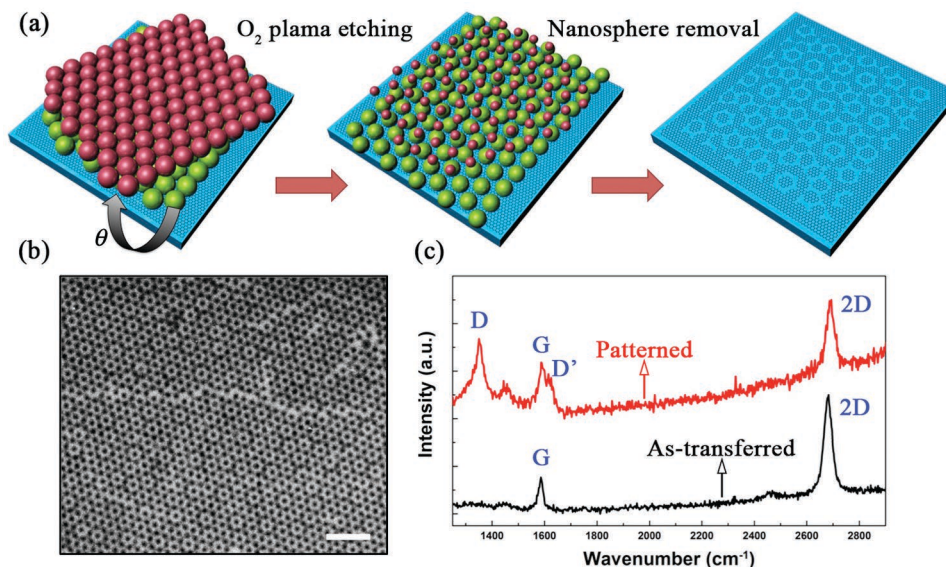 (a)
O₂ plama etching
Nanosphere removal
θ
(b)
(c)
D
G
D'
Patterned
2D
G
As-transferred
2D
Intensity (a.u.)
1400 1600 1800 2000 2200 2400 2600 2800
Wavenumber (cm⁻¹)